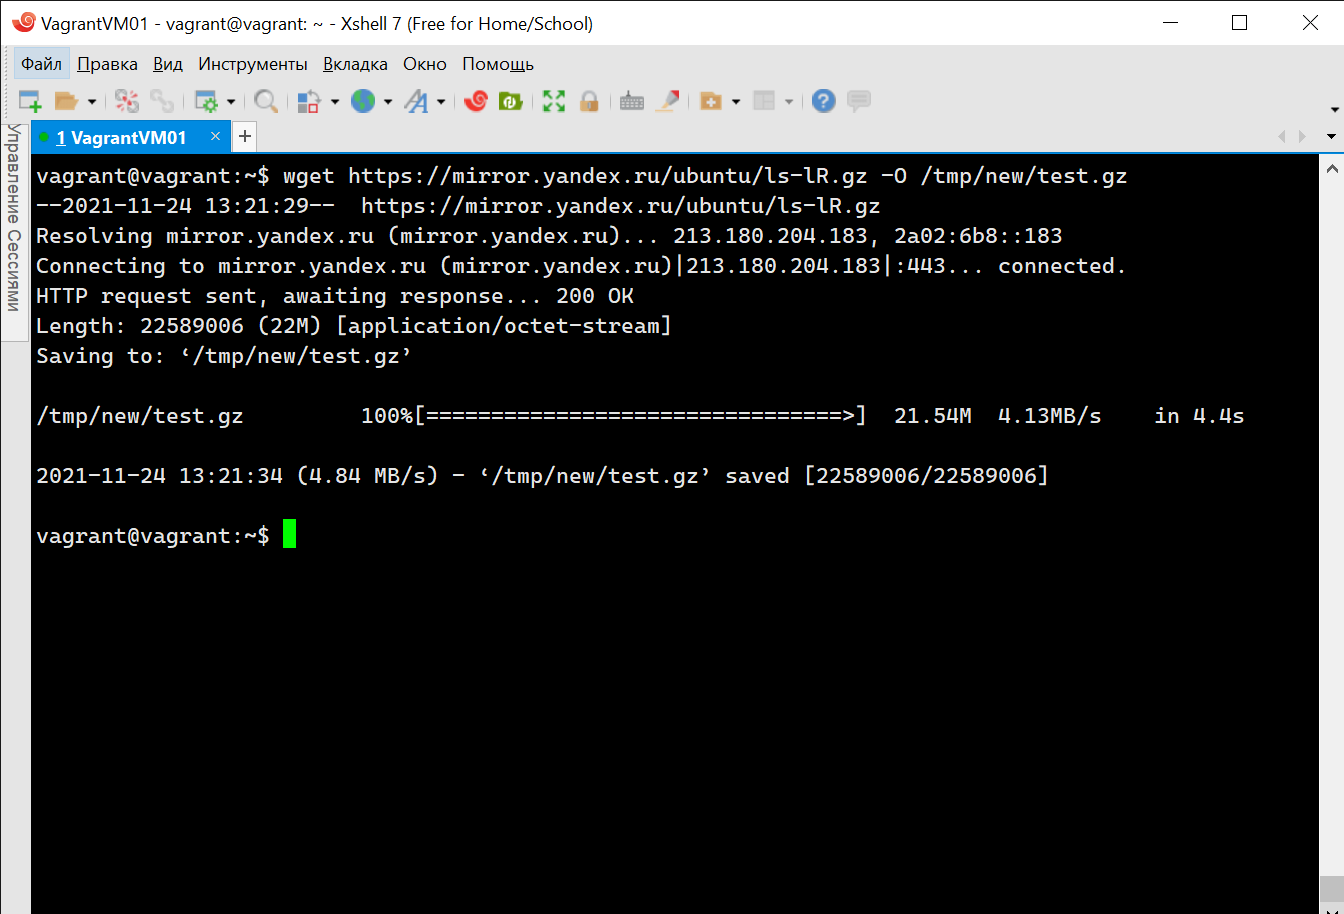 VagrantVM01 - vagrant@vagrant: ~ - Xshell 7 (Free for Home/School)
Файл Правка Вид Инструменты Вкладка Окно Помощь
1 VagrantVM01 × +
Управление Сессиями
vagrant@vagrant:~$ wget https://mirror.yandex.ru/ubuntu/ls-lR.gz -O /tmp/new/test.gz
--2021-11-24 13:21:29--  https://mirror.yandex.ru/ubuntu/ls-lR.gz
Resolving mirror.yandex.ru (mirror.yandex.ru)... 213.180.204.183, 2a02:6b8::183
Connecting to mirror.yandex.ru (mirror.yandex.ru)|213.180.204.183|:443... connected.
HTTP request sent, awaiting response... 200 OK
Length: 22589006 (22M) [application/octet-stream]
Saving to: ‘/tmp/new/test.gz’
/tmp/new/test.gz         100%[================================>]  21.54M  4.13MB/s    in 4.4s
2021-11-24 13:21:34 (4.84 MB/s) - ‘/tmp/new/test.gz’ saved [22589006/22589006]
vagrant@vagrant:~$